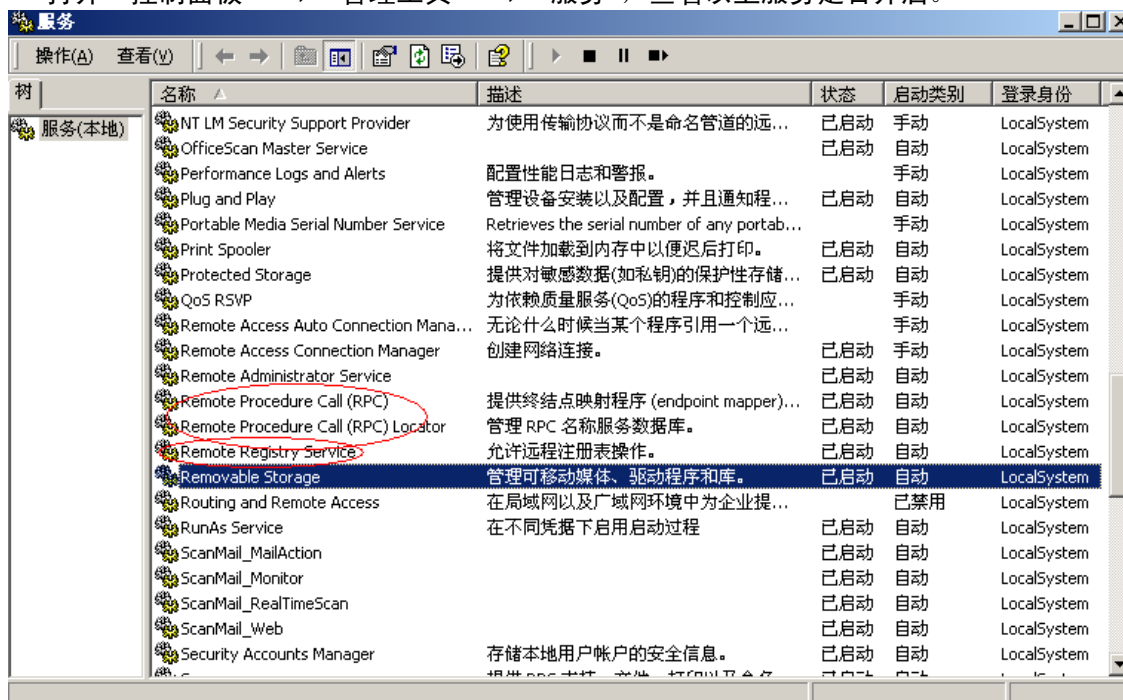 服务
操作(A) 查看(V)
树 名称 描述 状态 启动类别 登录身份
服务(本地)
NT LM Security Support Provider 为使用传输协议而不是命名管道的远... 已启动 手动 LocalSystem
OfficeScan Master Service 已启动 自动 LocalSystem
Performance Logs and Alerts 配置性能日志和警报。 手动 LocalSystem
Plug and Play 管理设备安装以及配置，并且通知程... 已启动 自动 LocalSystem
Portable Media Serial Number Service Retrieves the serial number of any portab... 手动 LocalSystem
Print Spooler 将文件加载到内存中以便迟后打印。 已启动 自动 LocalSystem
Protected Storage 提供对敏感数据(如私钥)的保护性存储... 已启动 自动 LocalSystem
QoS RSVP 为依赖质量服务(QoS)的程序和控制应... 手动 LocalSystem
Remote Access Auto Connection Mana... 无论什么时候当某个程序引用一个远... 手动 LocalSystem
Remote Access Connection Manager 创建网络连接。 已启动 手动 LocalSystem
Remote Administrator Service 已启动 自动 LocalSystem
Remote Procedure Call (RPC) 提供终结点映射程序 (endpoint mapper)... 已启动 自动 LocalSystem
Remote Procedure Call (RPC) Locator 管理 RPC 名称服务数据库。 已启动 自动 LocalSystem
Remote Registry Service 允许远程注册表操作。 已启动 自动 LocalSystem
Removable Storage 管理可移动媒体、驱动程序和库。 已启动 自动 LocalSystem
Routing and Remote Access 在局域网以及广域网环境中为企业提... 已禁用 LocalSystem
RunAs Service 在不同凭据下启用启动过程 已启动 自动 LocalSystem
ScanMail_MailAction 已启动 自动 LocalSystem
ScanMail_Monitor 已启动 自动 LocalSystem
ScanMail_RealTimeScan 已启动 自动 LocalSystem
ScanMail_Web 已启动 自动 LocalSystem
Security Accounts Manager 存储本地用户帐户的安全信息。 已启动 自动 LocalSystem